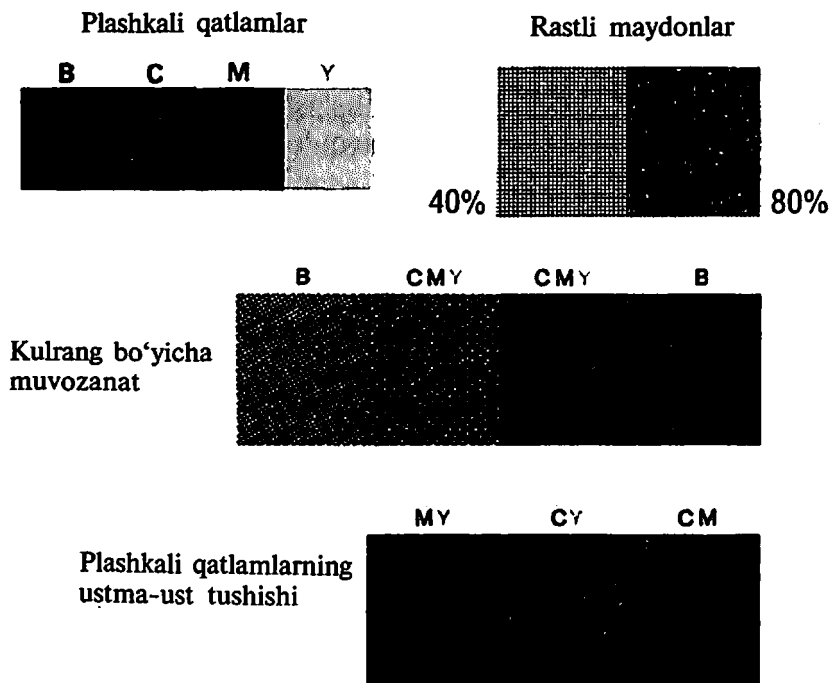 Plashkali qatlamlar
B C M Y
Rastli maydonlar
40% 80%
B CMY CMY B
Kulrang bo‘yicha
muvozanat
MY CY CM
Plashkali qatlamlarning
ustma-ust tushishi